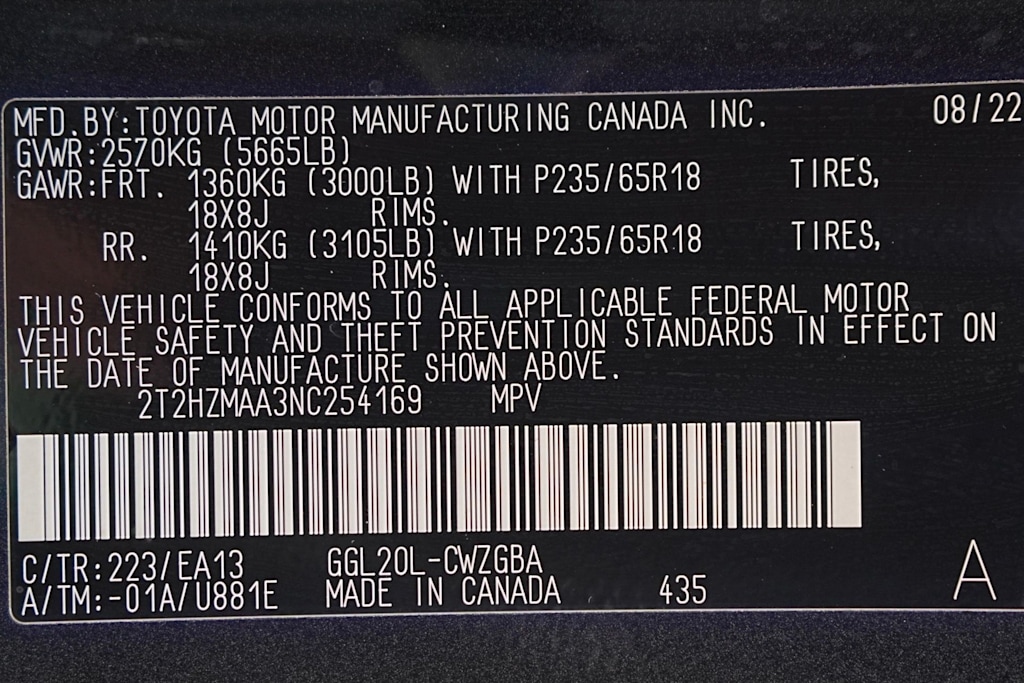 MFD.BY:TOYOTA MOTOR MANUFACTURING CANADA INC. 08/22
GVWR:2570KG (5665LB)
GAWR:FRT. 1360KG (3000LB) WITH P235/65R18 TIRES,
18X8J RIMS.
RR. 1410KG (3105LB) WITH P235/65R18 TIRES,
18X8J RIMS.
THIS VEHICLE CONFORMS TO ALL APPLICABLE FEDERAL MOTOR
VEHICLE SAFETY AND THEFT PREVENTION STANDARDS IN EFFECT ON
THE DATE OF MANUFACTURE SHOWN ABOVE.
2T2HZMAA3NC254169 MPV
C/TR:223/EA13 GGL20L-CWZGBA
A/TM:-01A/U881E MADE IN CANADA 435 A